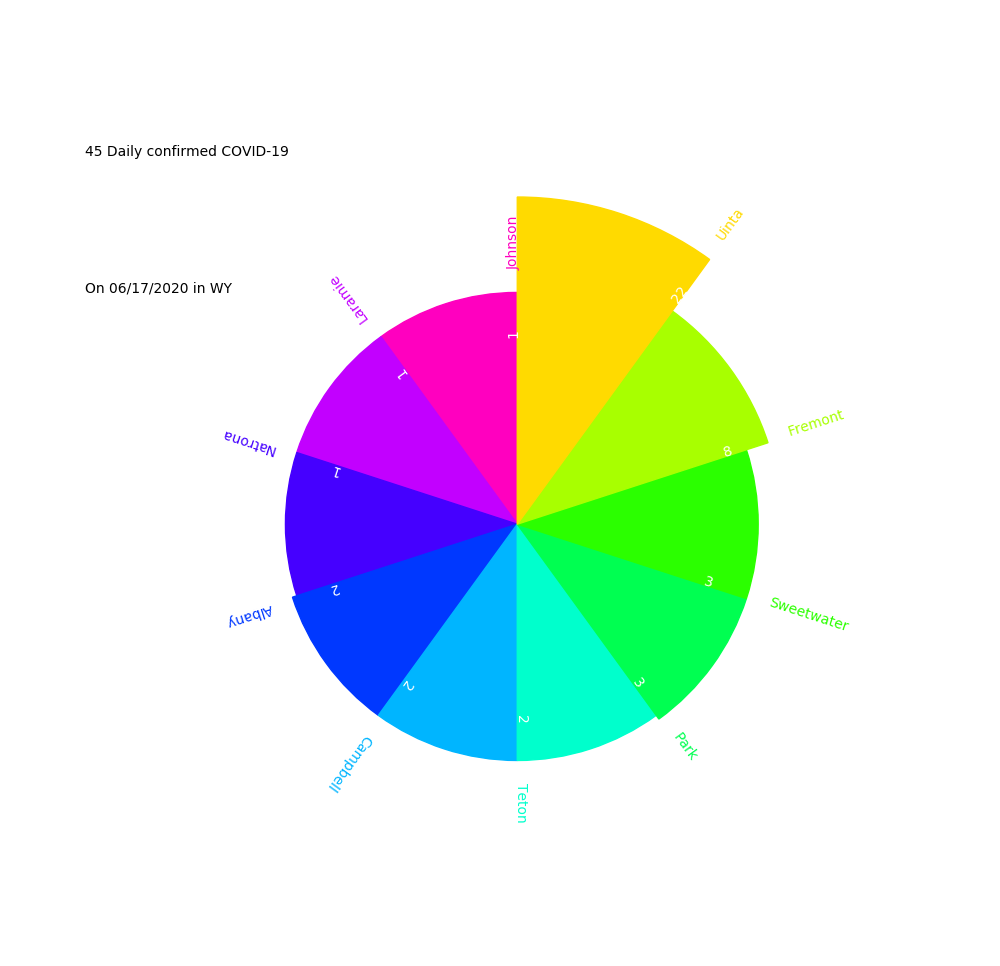 45 Daily confirmed COVID-19
On 06/17/2020 in WY
Uinta
22
Fremont
8
Sweetwater
3
Park
3
Teton
2
Campbell
2
Albany
2
Natrona
1
Laramie
1
Johnson
1